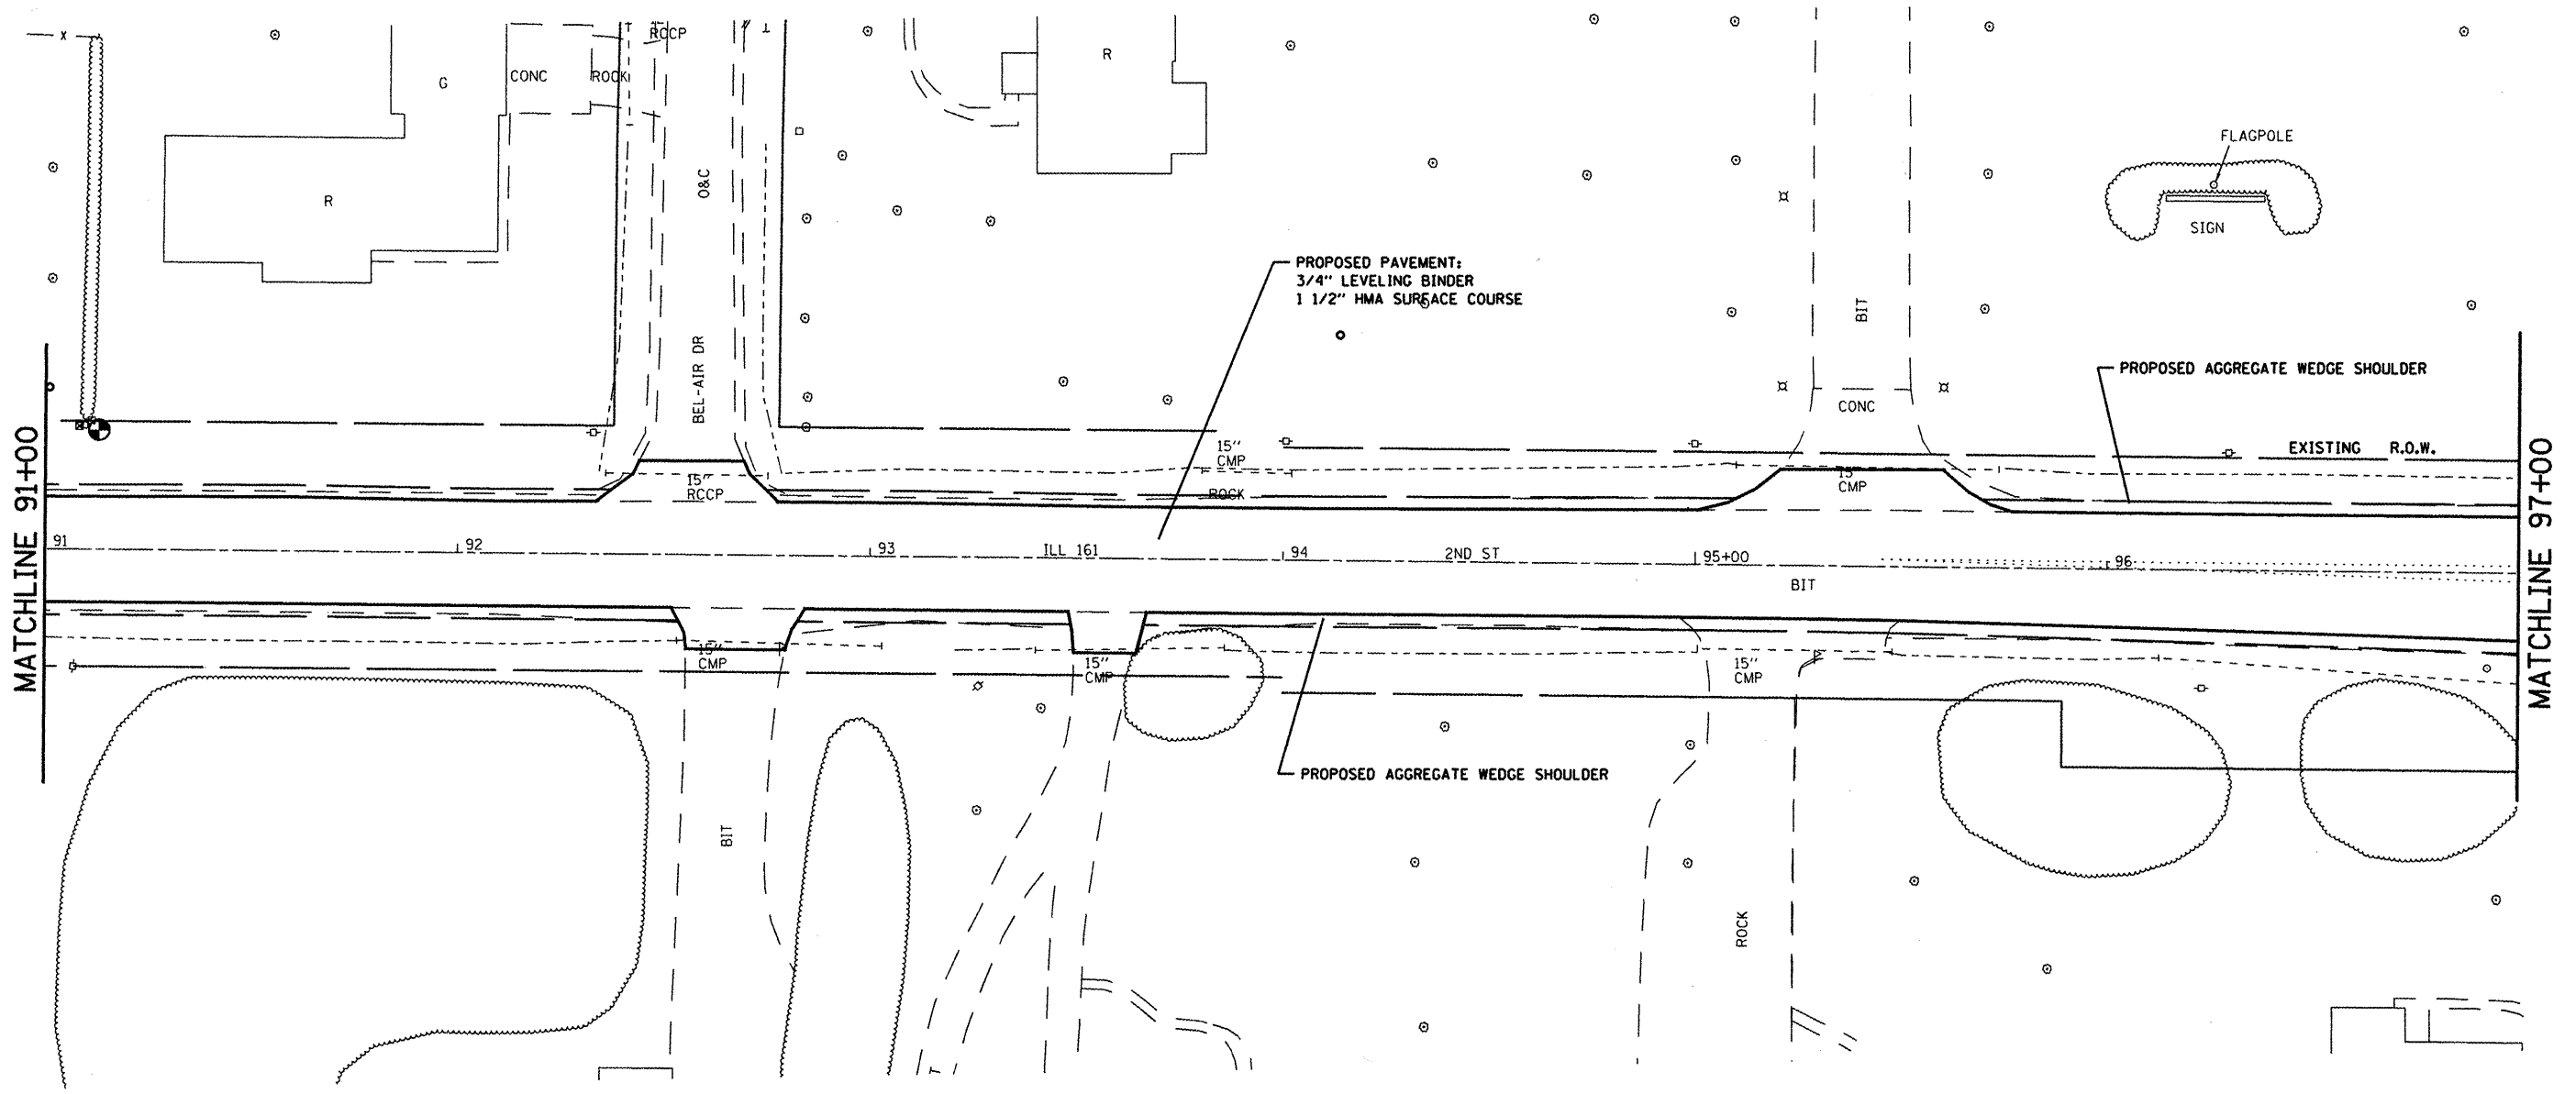 X
RCCP
G
CONC
ROCK
R
O&C
BEL-AIR DR
R
FLAGPOLE
SIGN
PROPOSED PAVEMENT:
3/4" LEVELING BINDER
1 1/2" HMA SURFACE COURSE
BIT
CONC
PROPOSED AGGREGATE WEDGE SHOULDER
EXISTING R.O.W.
MATCHLINE 91+00
MATCHLINE 97+00
15"
RCCP
15"
CMP
ROCK
15"
CMP
91
92
93
ILL 161
94
2ND ST
95+00
96
BIT
15"
CMP
15"
CMP
15"
CMP
PROPOSED AGGREGATE WEDGE SHOULDER
BIT
ROCK